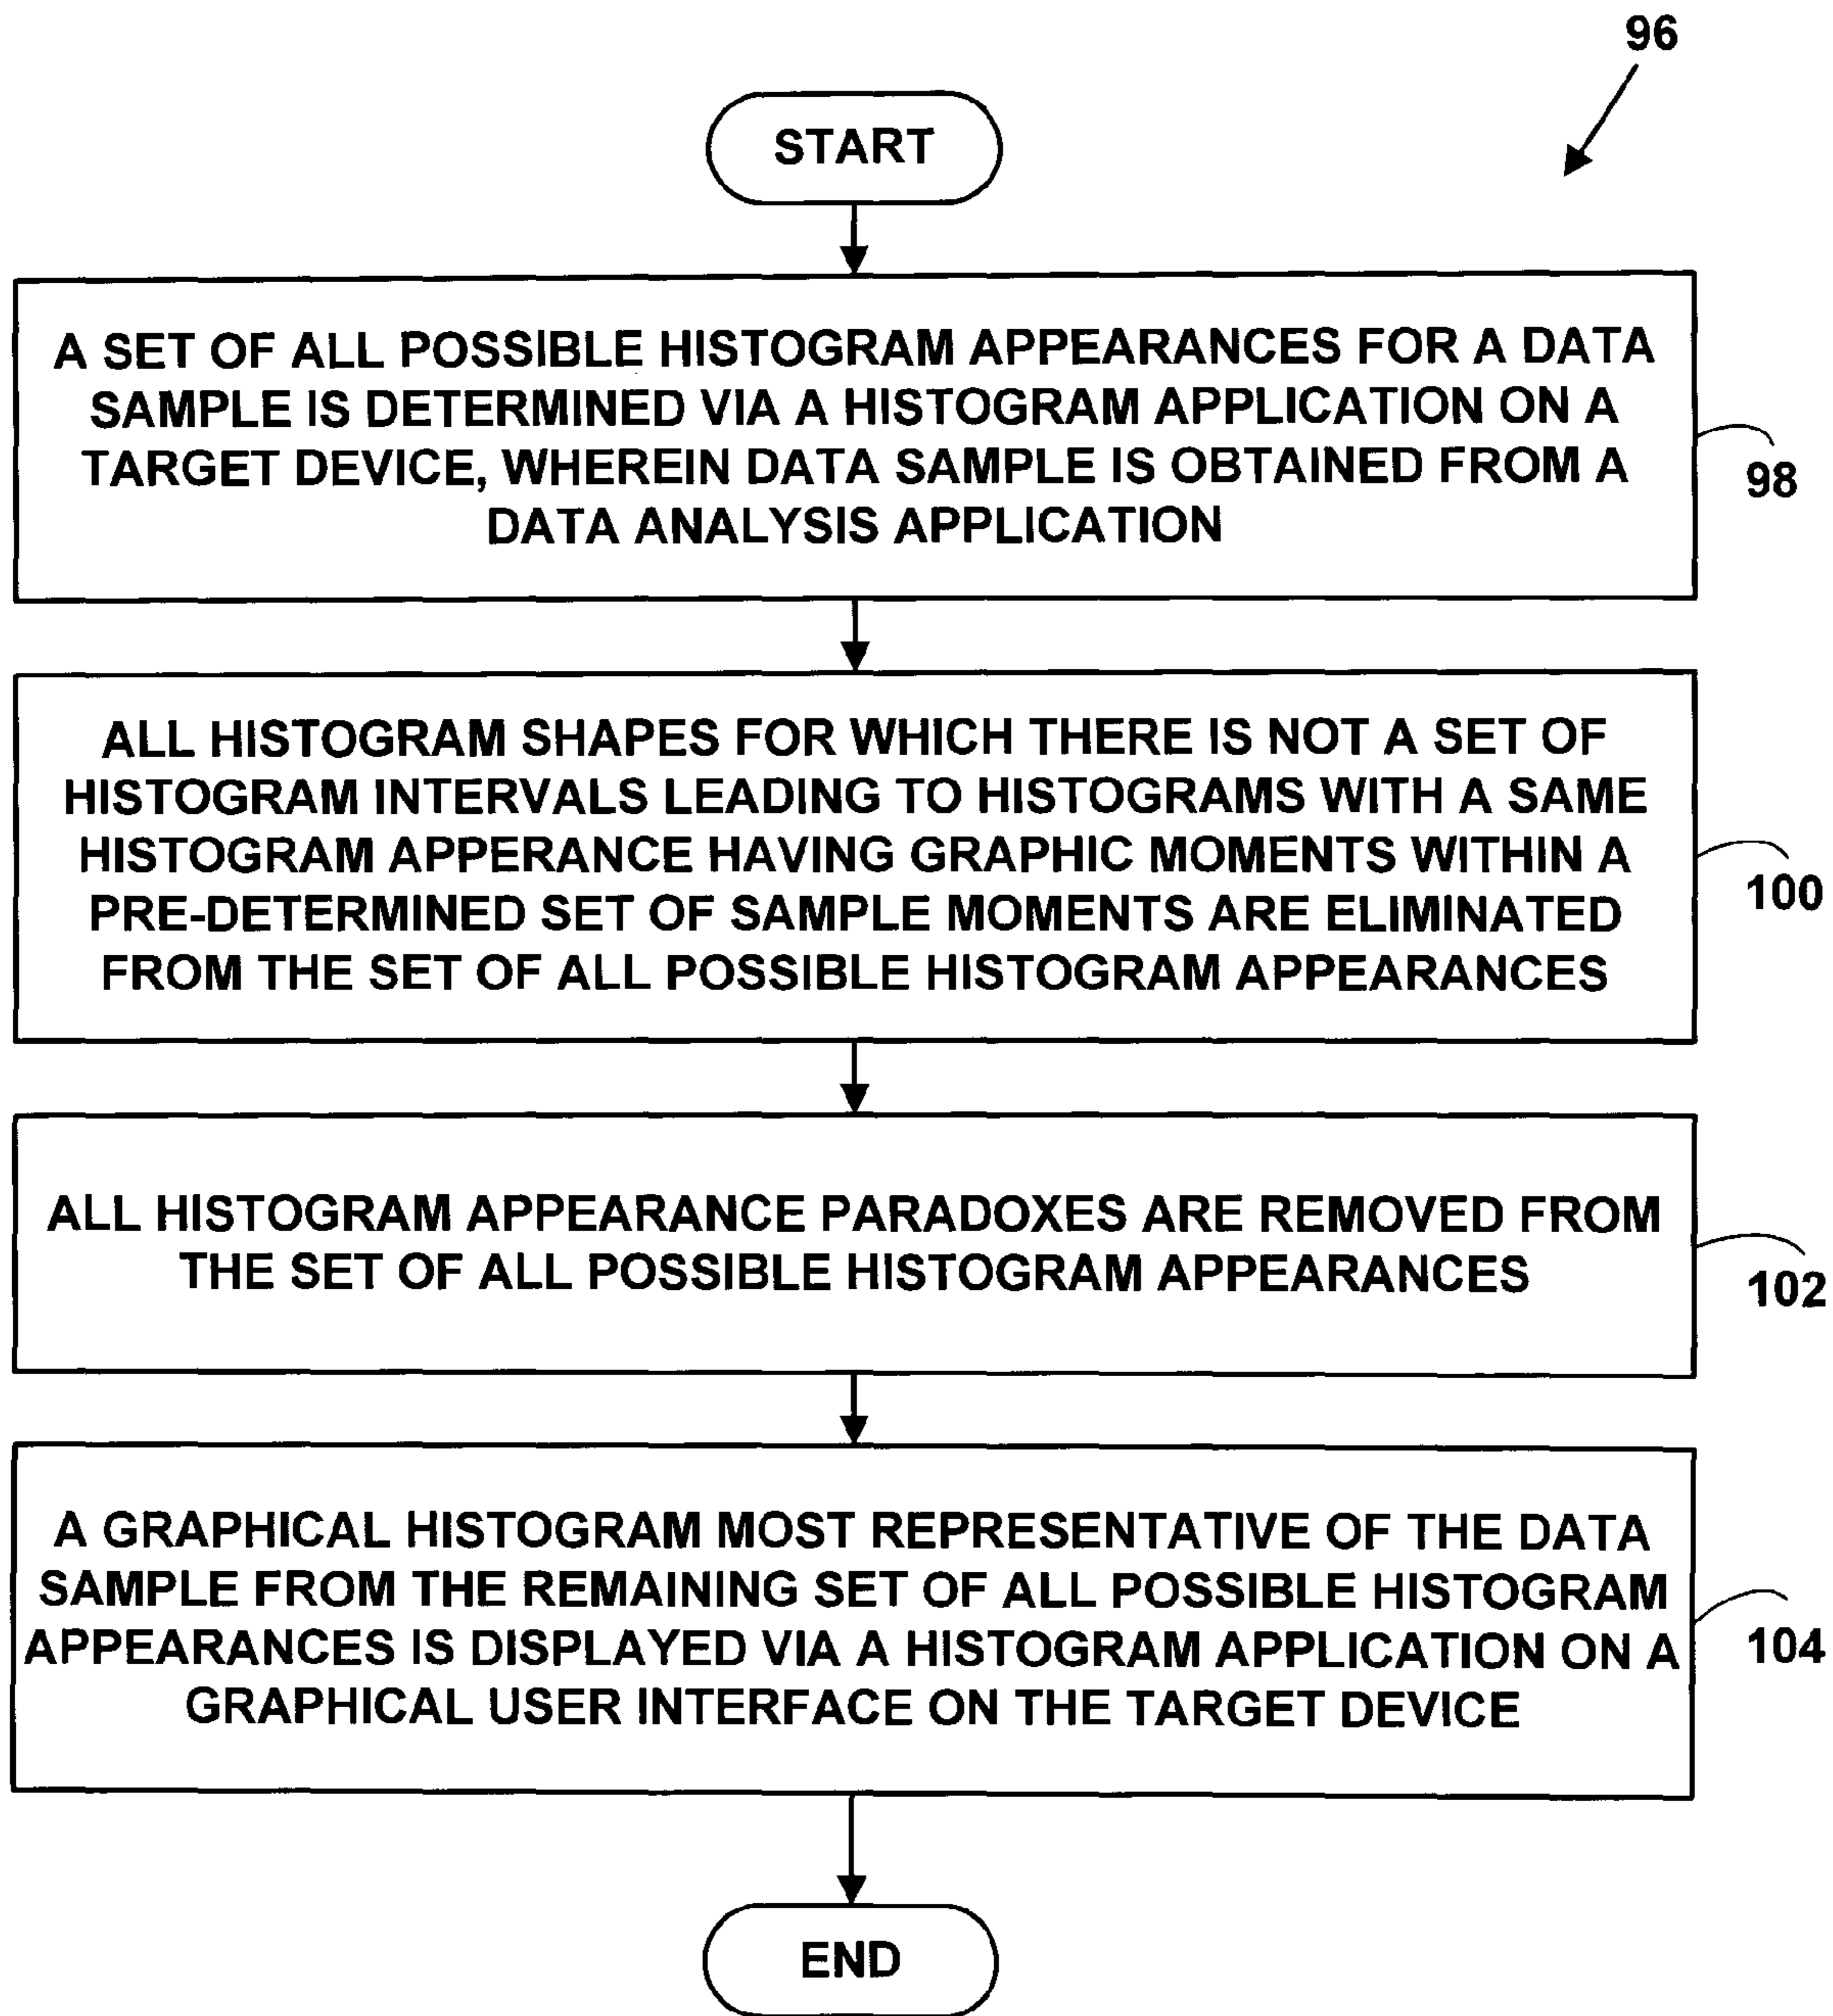 96
START
A SET OF ALL POSSIBLE HISTOGRAM APPEARANCES FOR A DATA
SAMPLE IS DETERMINED VIA A HISTOGRAM APPLICATION ON A
TARGET DEVICE, WHEREIN DATA SAMPLE IS OBTAINED FROM A
DATA ANALYSIS APPLICATION
98
ALL HISTOGRAM SHAPES FOR WHICH THERE IS NOT A SET OF
HISTOGRAM INTERVALS LEADING TO HISTOGRAMS WITH A SAME
HISTOGRAM APPERANCE HAVING GRAPHIC MOMENTS WITHIN A
PRE-DETERMINED SET OF SAMPLE MOMENTS ARE ELIMINATED
FROM THE SET OF ALL POSSIBLE HISTOGRAM APPEARANCES
100
ALL HISTOGRAM APPEARANCE PARADOXES ARE REMOVED FROM
THE SET OF ALL POSSIBLE HISTOGRAM APPEARANCES
102
A GRAPHICAL HISTOGRAM MOST REPRESENTATIVE OF THE DATA
SAMPLE FROM THE REMAINING SET OF ALL POSSIBLE HISTOGRAM
APPEARANCES IS DISPLAYED VIA A HISTOGRAM APPLICATION ON A
GRAPHICAL USER INTERFACE ON THE TARGET DEVICE
104
END